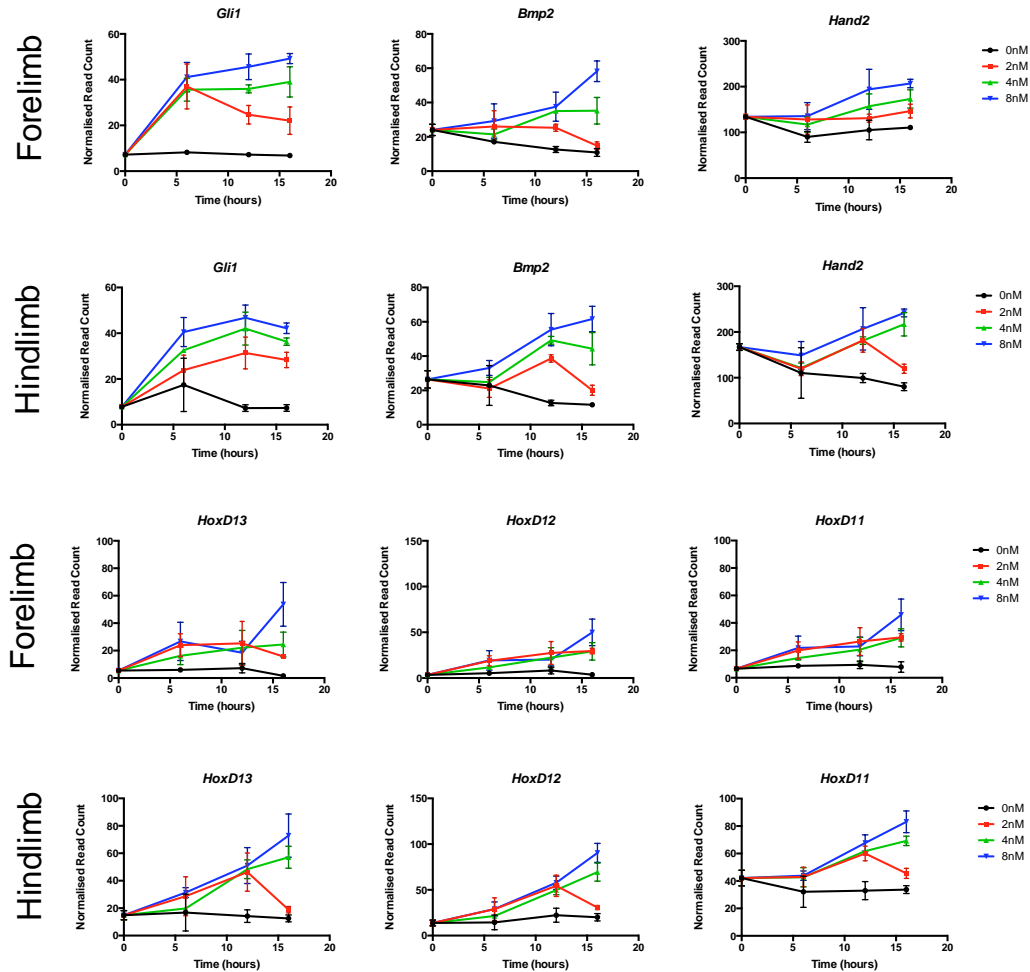 Forelimb
Gli1
Normalised Read Count
60
40
20
0
0 5 10 15 20
Time (hours)
Bmp2
Normalised Read Count
80
60
40
20
0
0 5 10 15 20
Time (hours)
Hand2
Normalised Read Count
300
200
100
0
0 5 10 15 20
Time (hours)
0nM
2nM
4nM
8nM
Hindlimb
Gli1
Normalised Read Count
60
40
20
0
0 5 10 15 20
Time (hours)
Bmp2
Normalised Read Count
80
60
40
20
0
0 5 10 15 20
Time (hours)
Hand2
Normalised Read Count
300
200
100
0
0 5 10 15 20
Time (hours)
0nM
2nM
4nM
8nM
Forelimb
HoxD13
Normalised Read Count
100
80
60
40
20
0
0 5 10 15 20
Time (hours)
HoxD12
Normalised Read Count
150
100
50
0
0 5 10 15 20
Time (hours)
HoxD11
Normalised Read Count
100
80
60
40
20
0
0 5 10 15 20
Time (hours)
0nM
2nM
4nM
8nM
Hindlimb
HoxD13
Normalised Read Count
100
80
60
40
20
0
0 5 10 15 20
Time (hours)
HoxD12
Normalised Read Count
150
100
50
0
0 5 10 15 20
Time (hours)
HoxD11
Normalised Read Count
100
80
60
40
20
0
0 5 10 15 20
Time (hours)
0nM
2nM
4nM
8nM